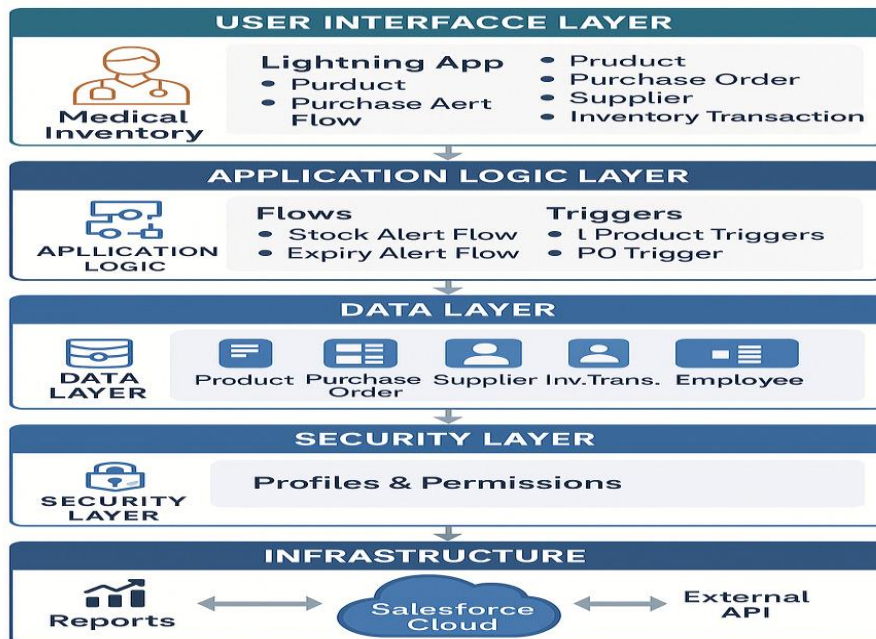 USER INTERFACCE LAYER
Medical
Inventory
Lightning App
• Purduct
• Purchase Aert
Flow
• Pruduct
• Purchase Order
• Supplier
• Inventory Transaction
APPLICATION LOGIC LAYER
APLLICATION
LOGIC
Flows
• Stock Alert Flow
• Expiry Alert Flow
Triggers
• l Product Triggers
• PO Trigger
DATA LAYER
DATA
LAYER
Product
Purchase
Order
Supplier
Inv.Trans.
Employee
SECURITY LAYER
SECURITY
LAYER
Profiles & Permissions
INFRASTRUCTURE
Reports
Salesforce
Cloud
External
API